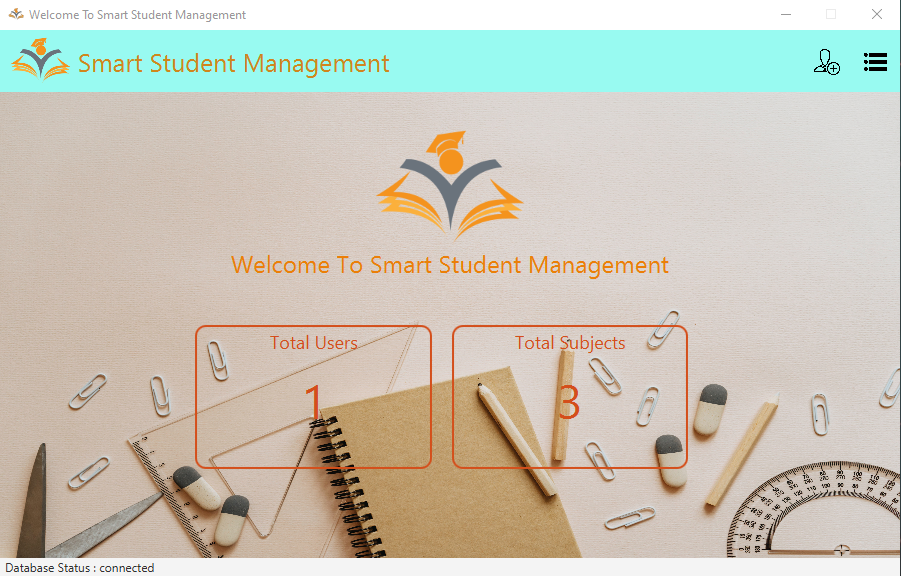 Welcome To Smart Student Management
Smart Student Management
Welcome To Smart Student Management
Total Users
Total Subjects
1
3
Database Status : connected